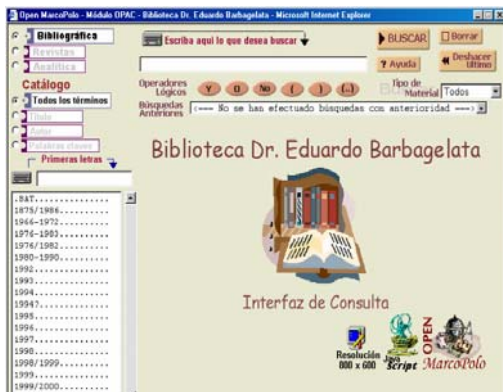 Open MarcoPolo - Módulo OPAC - Biblioteca Dr. Eduardo Barbagelata - Microsoft Internet Explorer
Bibliográfica
Revistas
Analítica
Catálogo
Todos los términos
Título
Autor
Palabras claves
Primeras letras
Escriba aquí lo que desea buscar
BUSCAR
Borrar
? Ayuda
Deshacer último
Operadores Lógicos
Y
O
No
(
)
(..)
Tipo de Material
Todos
Búsquedas Anteriores
<--- No se han efectuado búsquedas con anterioridad --->
.BAT...............
1875/1986..........
1966-1972..........
1976-1983..........
1976/1982..........
1980-1990..........
1992...............
1993...............
1994...............
1994?..............
1995...............
1996...............
1997...............
1998...............
1998/1999..........
1999...............
1999/2000..........
Biblioteca Dr. Eduardo Barbagelata
Interfaz de Consulta
Resolución
800 x 600
Java
Script
OPEN
MarcoPolo